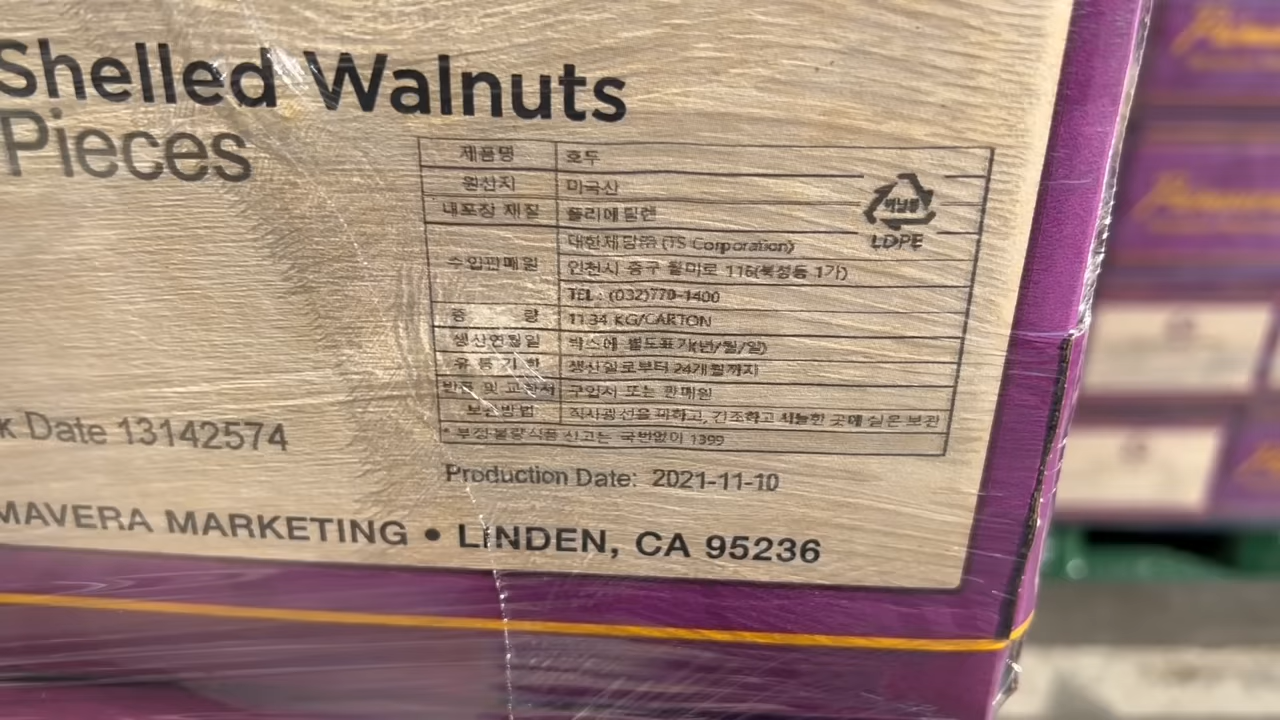 Shelled Walnuts
Pieces
제품명 호두
원산지 미국산
내포장 재질 폴리에틸렌
비닐류
LDPE
수입판매원 대한제당㈜ (TS Corporation)
인천시 중구 월미로 116(북성동 1가)
TEL : (032)770-1400
중 량 11.34 KG/CARTON
생산연월일 박스에 별도표기(년/월/일)
유통기한 생산일로부터 24개월까지
반품 및 교환처 구입처 또는 판매원
보관방법 직사광선을 피하고, 건조하고 서늘한 곳에 실온 보관
* 부정·불량식품 신고는 국번없이 1399
k Date 13142574
Production Date: 2021-11-10
MAVERA MARKETING • LINDEN, CA 95236